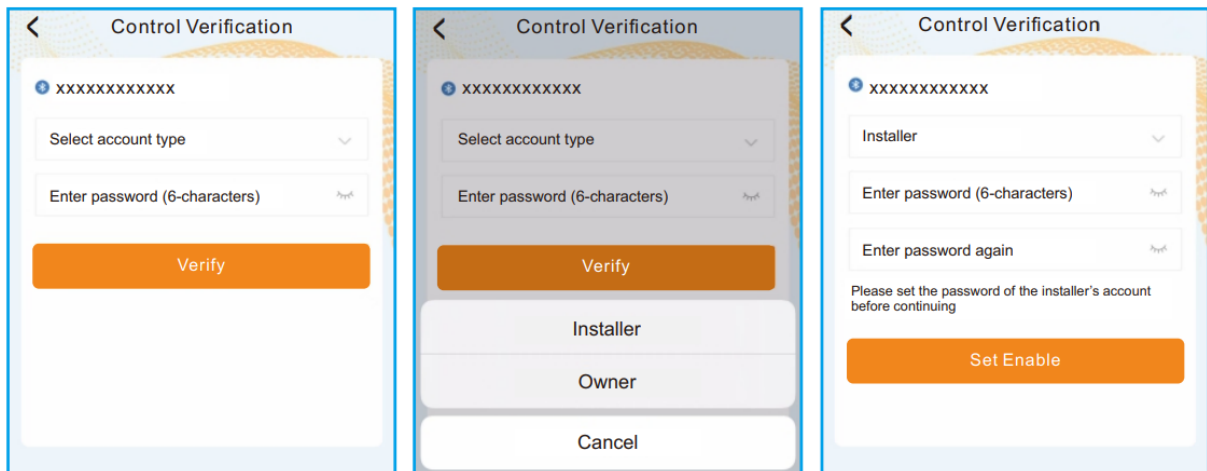 Control Verification
xxxxxxxxxxxx
Select account type
Enter password (6-characters)
Verify
Control Verification
xxxxxxxxxxxx
Select account type
Enter password (6-characters)
Verify
Installer
Owner
Cancel
Control Verification
xxxxxxxxxxxx
Installer
Enter password (6-characters)
Enter password again
Please set the password of the installer's account
before continuing
Set Enable